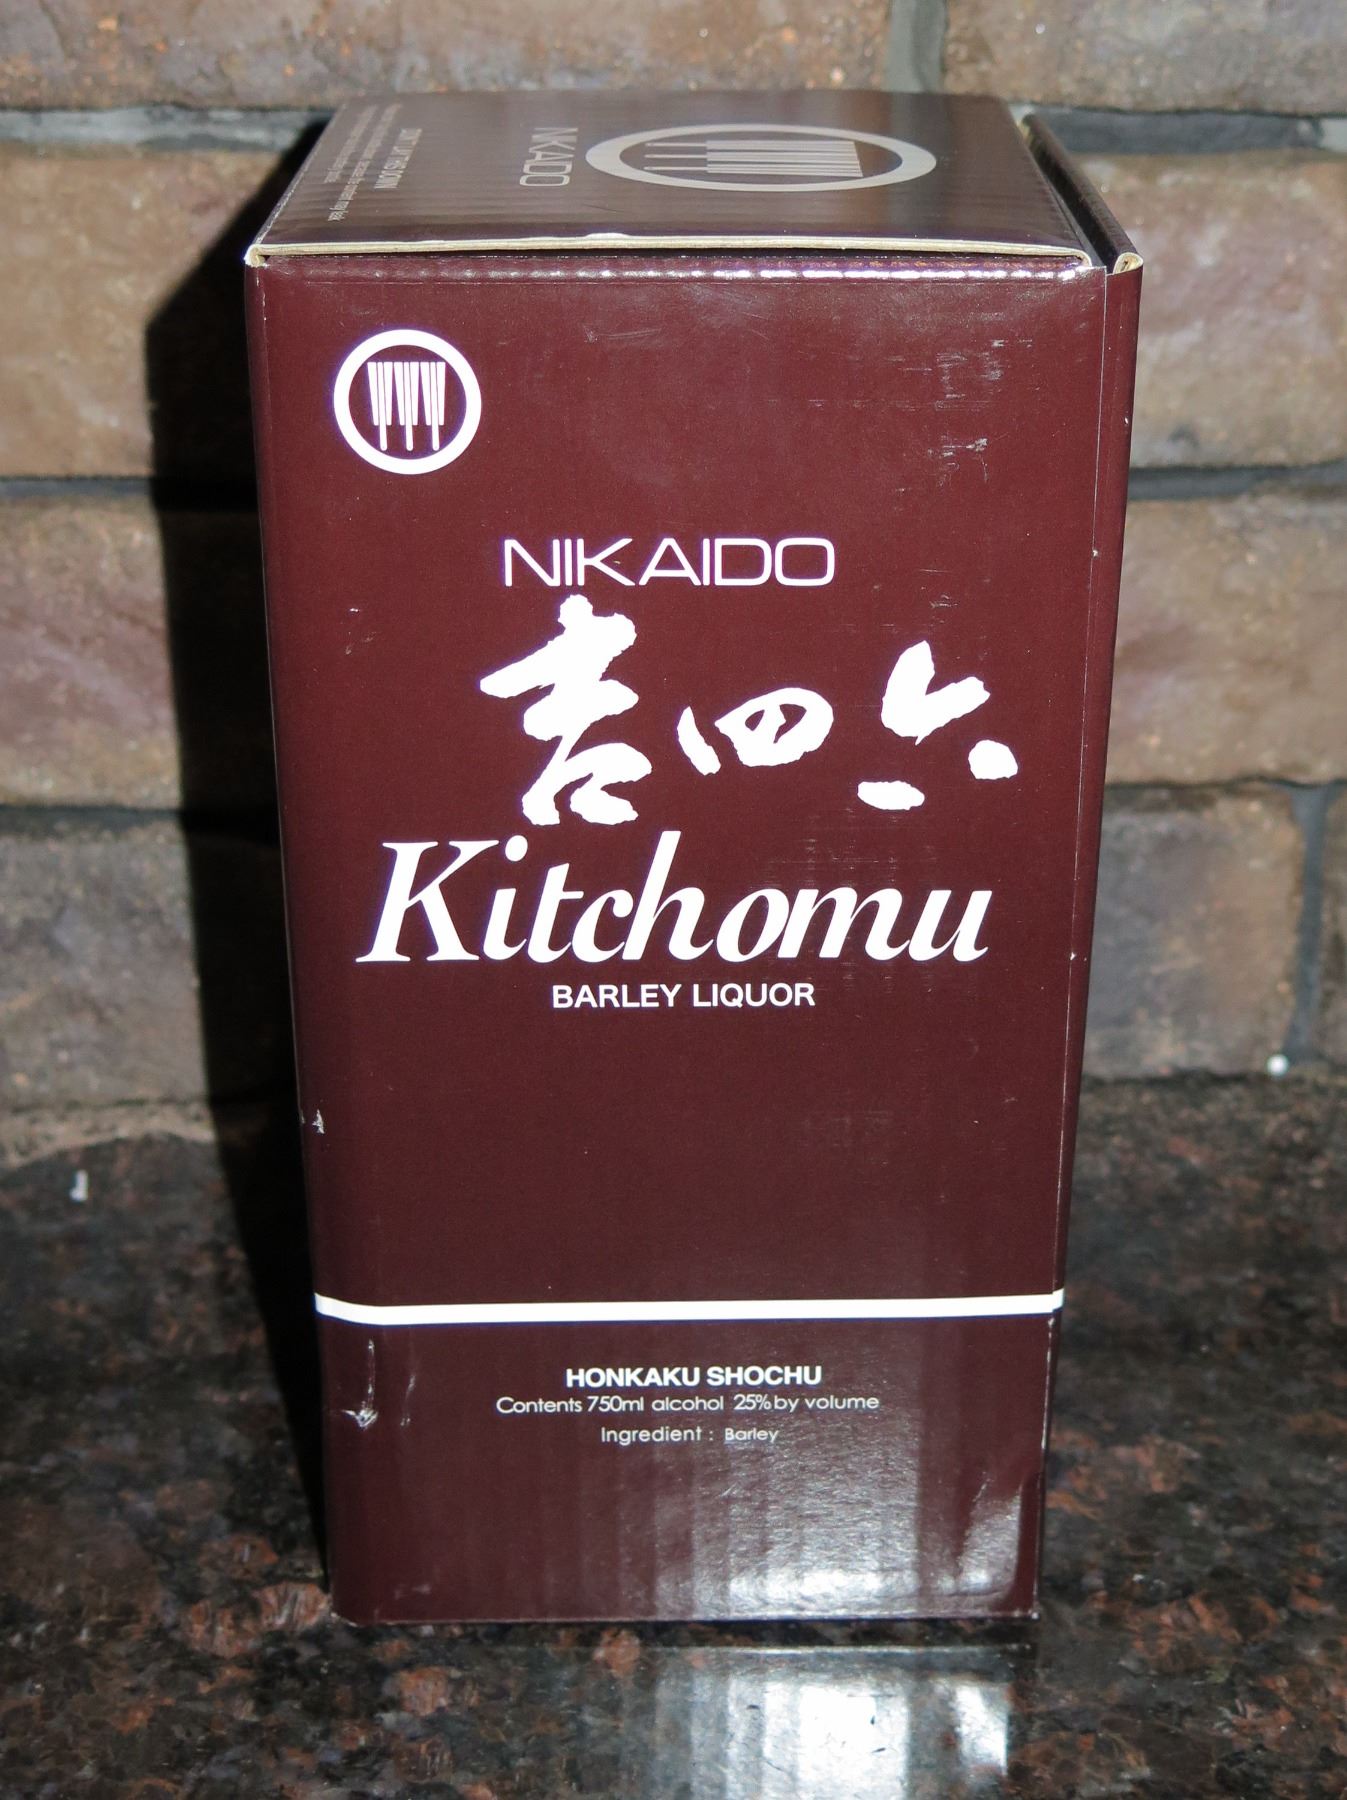 NIKAIDO
NIKAIDO
吉四六
Kitchomu
BARLEY LIQUOR
HONKAKU SHOCHU
Contents 750ml alcohol 25% by volume
Ingredient : Barley